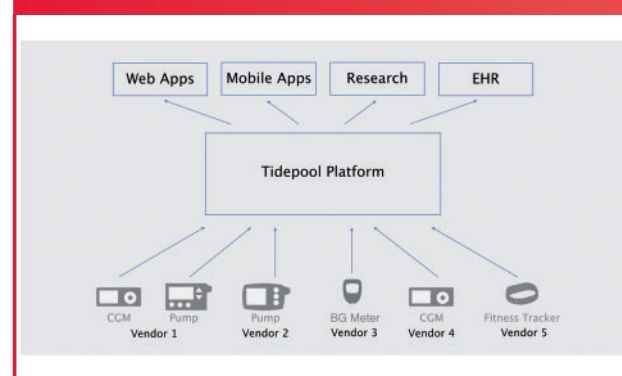 Web Apps
Mobile Apps
Research
EHR
Tidepool Platform
CGM
Pump
Pump
BG Meter
CGM
Fitness Tracker
Vendor 1
Vendor 2
Vendor 3
Vendor 4
Vendor 5